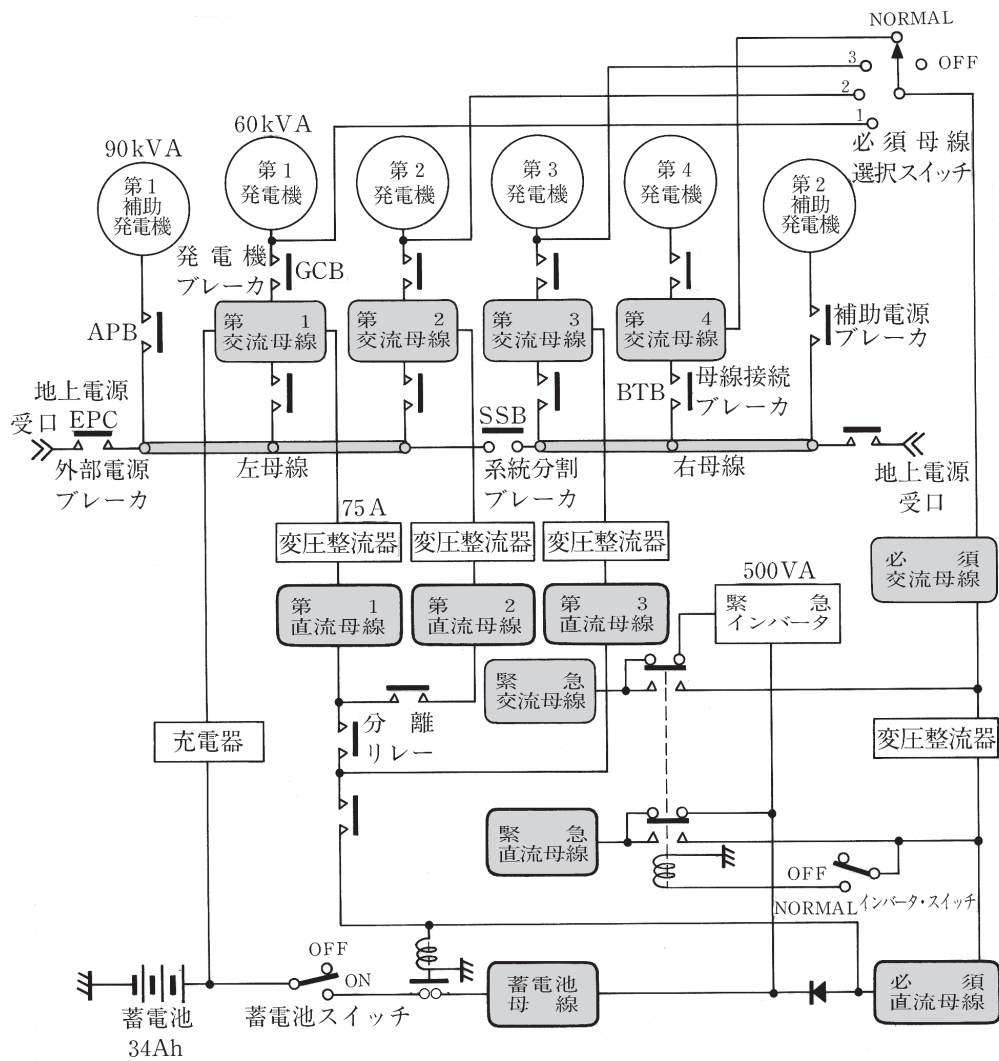 NORMAL
3
OFF
2
1
必須母線
選択スイッチ
90kVA
60kVA
第1
補助
発電機
第1
発電機
第2
発電機
第3
発電機
第4
発電機
第2
補助
発電機
発電機
ブレーカ
GCB
APB
第1
交流母線
第2
交流母線
第3
交流母線
第4
交流母線
補助電源
ブレーカ
地上電源
受口
EPC
SSB
BTB
母線接続
ブレーカ
外部電源
ブレーカ
左母線
系統分割
ブレーカ
右母線
地上電源
受口
75A
変圧整流器
変圧整流器
変圧整流器
必須
交流母線
第1
直流母線
第2
直流母線
第3
直流母線
500VA
緊急
インバータ
緊急
交流母線
分離
リレー
充電器
変圧整流器
緊急
直流母線
OFF
NORMAL
インバータ・スイッチ
OFF
ON
蓄電池
34Ah
蓄電池スイッチ
蓄電池
母線
必須
直流母線